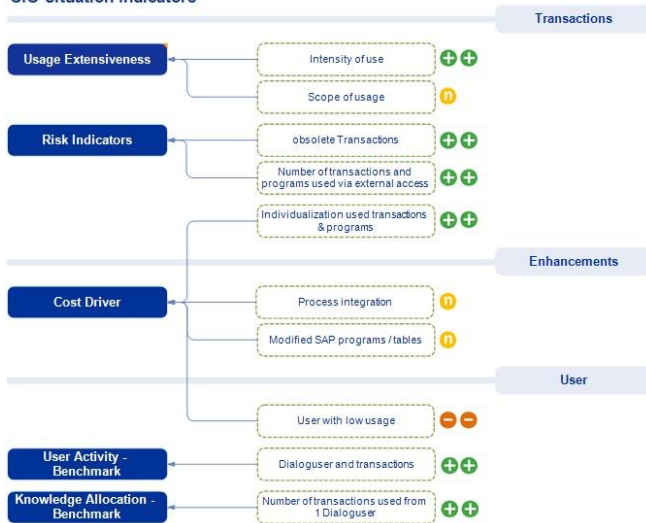 Transactions
Usage Extensiveness
Intensity of use
Scope of usage
n
Risk Indicators
obsolete Transactions
Number of transactions and
programs used via external access
Individualization used transactions
& programs
Enhancements
Cost Driver
Process integration
n
Modified SAP programs / tables
n
User
User with low usage
User Activity -
Benchmark
Dialoguser and transactions
Knowledge Allocation -
Benchmark
Number of transactions used from
1 Dialoguser